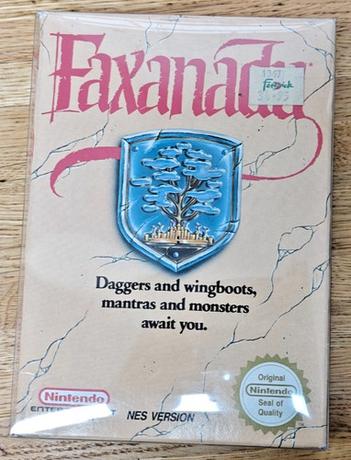 Faxanadu
Daggers and wingboots,
mantras and monsters
await you.
Nintendo
NES VERSION
Original
Nintendo
Seal of
Quality